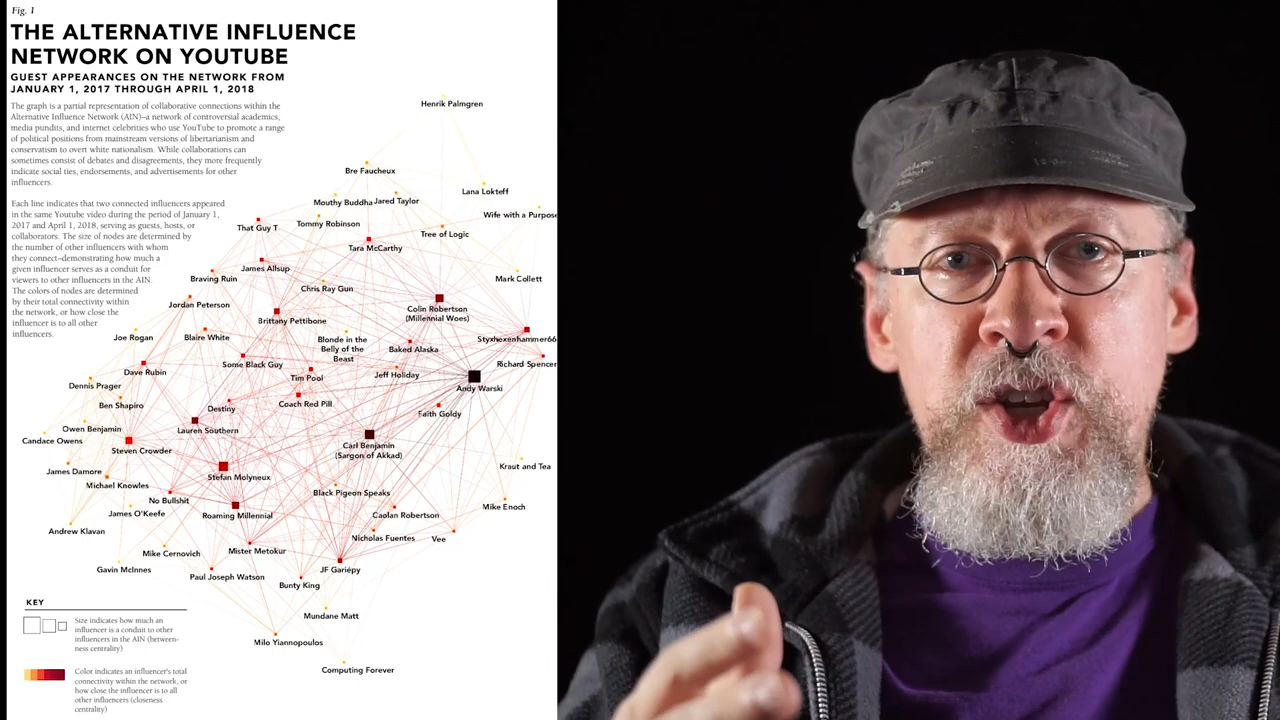 Fig. 1
THE ALTERNATIVE INFLUENCE
NETWORK ON YOUTUBE
GUEST APPEARANCES ON THE NETWORK FROM
JANUARY 1, 2017 THROUGH APRIL 1, 2018
The graph is a partial representation of collaborative connections within the
Alternative Influence Network (AIN)–a network of controversial academics,
media pundits, and internet celebrities who use YouTube to promote a range
of political positions from mainstream versions of libertarianism and
conservatism to overt white nationalism. While collaborations can
sometimes consist of debates and disagreements, they more frequently
indicate social ties, endorsements, and advertisements for other
influencers.
Each line indicates that two connected influencers appeared
in the same Youtube video during the period of January 1,
2017 and April 1, 2018, serving as guests, hosts, or
collaborators. The size of nodes are determined by
the number of other influencers with whom
they connect–demonstrating how much a
given influencer serves as a conduit for
viewers to other influencers in the AIN.
The colors of nodes are determined
by their total connectivity within
the network, or how close the
influencer is to all other
influencers.
Henrik Palmgren
Bre Faucheux
Lana Lokteff
Mouthy Buddha
Jared Taylor
Wife with a Purpose
That Guy T
Tommy Robinson
Tree of Logic
Tara McCarthy
James Allsup
Braving Ruin
Mark Collett
Chris Ray Gun
Jordan Peterson
Colin Robertson
(Millennial Woes)
Brittany Pettibone
Joe Rogan
Blaire White
Blonde in the
Belly of the
Beast
Styxhexenhammer66
Baked Alaska
Some Black Guy
Richard Spencer
Dave Rubin
Tim Pool
Jeff Holiday
Dennis Prager
Andy Warski
Ben Shapiro
Destiny
Coach Red Pill
Faith Goldy
Owen Benjamin
Lauren Southern
Candace Owens
Steven Crowder
Carl Benjamin
(Sargon of Akkad)
James Damore
Stefan Molyneux
Kraut and Tea
Michael Knowles
No Bullshit
Black Pigeon Speaks
Mike Enoch
James O'Keefe
Roaming Millennial
Caolan Robertson
Andrew Klavan
Nicholas Fuentes
Vee
Mike Cernovich
Mister Metokur
Gavin McInnes
Paul Joseph Watson
JF Gariépy
Bunty King
Mundane Matt
Milo Yiannopoulos
Computing Forever
KEY
Size indicates how much an
influencer is a conduit to other
influencers in the AIN (between-
ness centrality)
Color indicates an influencer's total
connectivity within the network, or
how close the influencer is to all
other influencers (closeness
centrality)